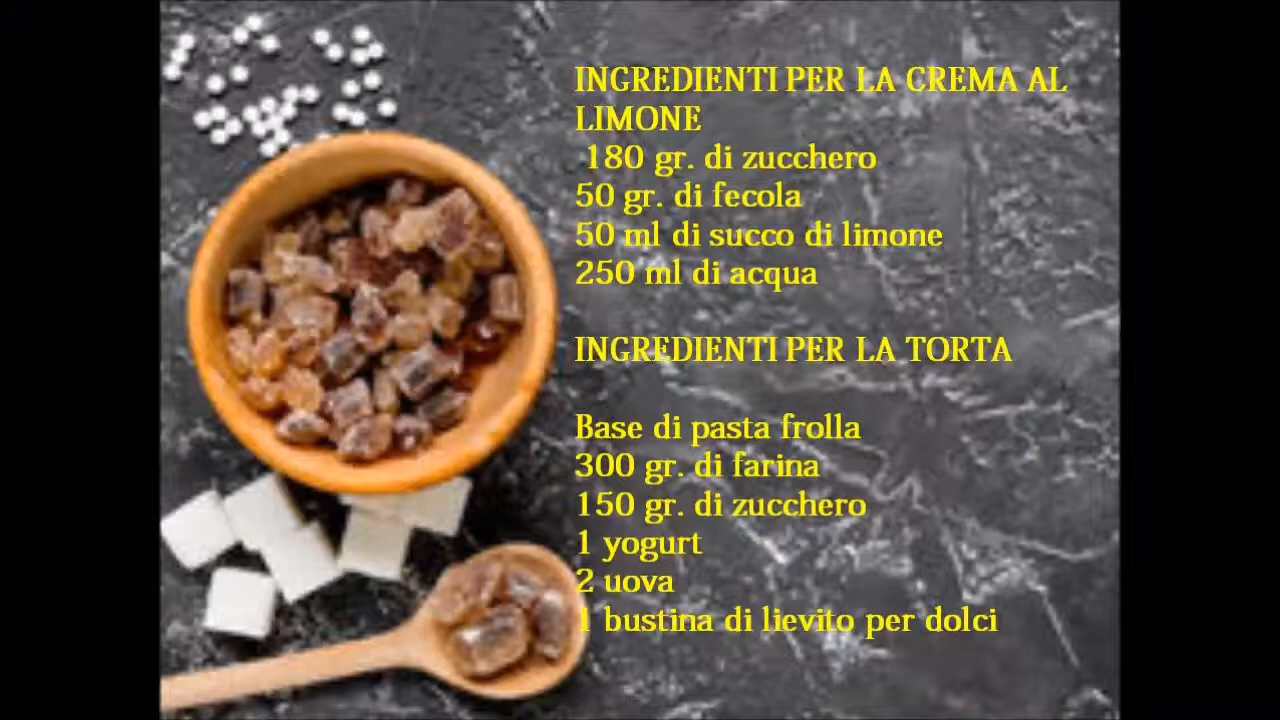 INGREDIENTI PER LA CREMA AL
LIMONE
180 gr. di zucchero
50 gr. di fecola
50 ml di succo di limone
250 ml di acqua
INGREDIENTI PER LA TORTA
Base di pasta frolla
300 gr. di farina
150 gr. di zucchero
1 yogurt
2 uova
1 bustina di lievito per dolci